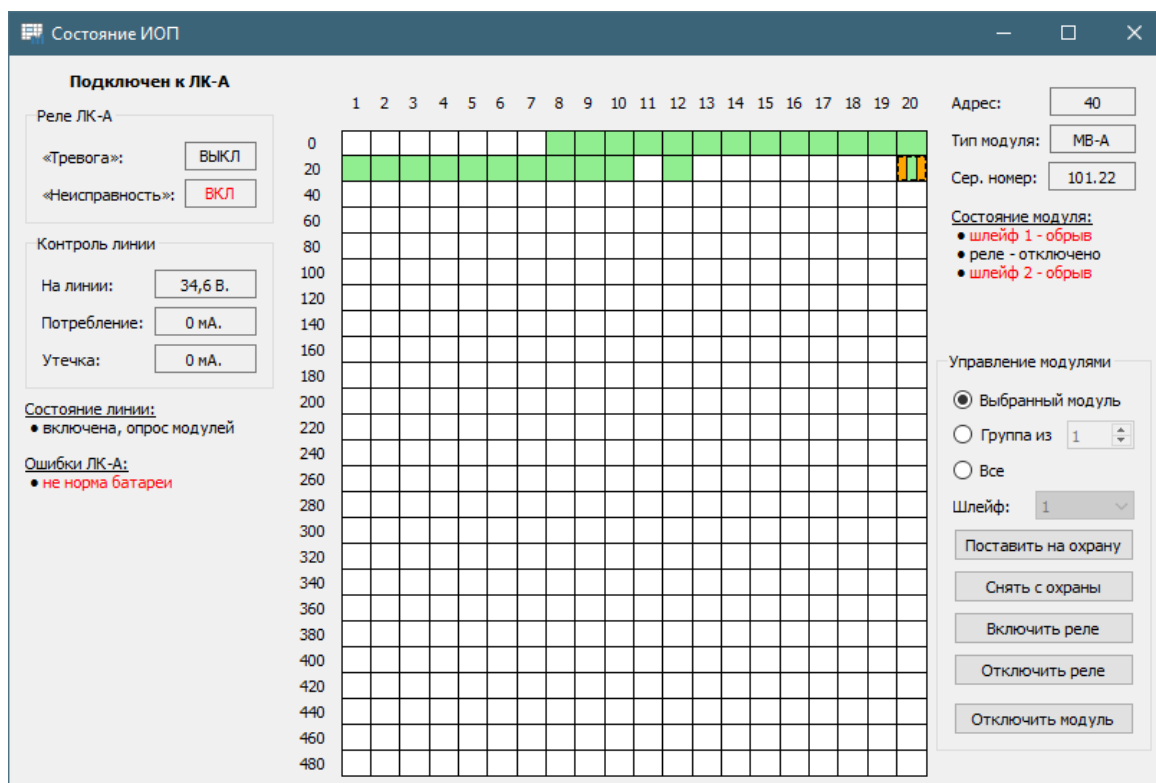 Состояние ИОП
Подключен к ЛК-А
Реле ЛК-А
«Тревога»: ВЫКЛ
«Неисправность»: ВКЛ
Контроль линии
На линии: 34,6 В.
Потребление: 0 мА.
Утечка: 0 мА.
Состояние линии:
● включена, опрос модулей
Ошибки ЛК-А:
● не норма батареи
1 2 3 4 5 6 7 8 9 10 11 12 13 14 15 16 17 18 19 20
0
20
40
60
80
100
120
140
160
180
200
220
240
260
280
300
320
340
360
380
400
420
440
460
480
Адрес: 40
Тип модуля: МВ-А
Сер. номер: 101.22
Состояние модуля:
● шлейф 1 - обрыв
● реле - отключено
● шлейф 2 - обрыв
Управление модулями
Выбранный модуль
Группа из 1
Все
Шлейф: 1
Поставить на охрану
Снять с охраны
Включить реле
Отключить реле
Отключить модуль